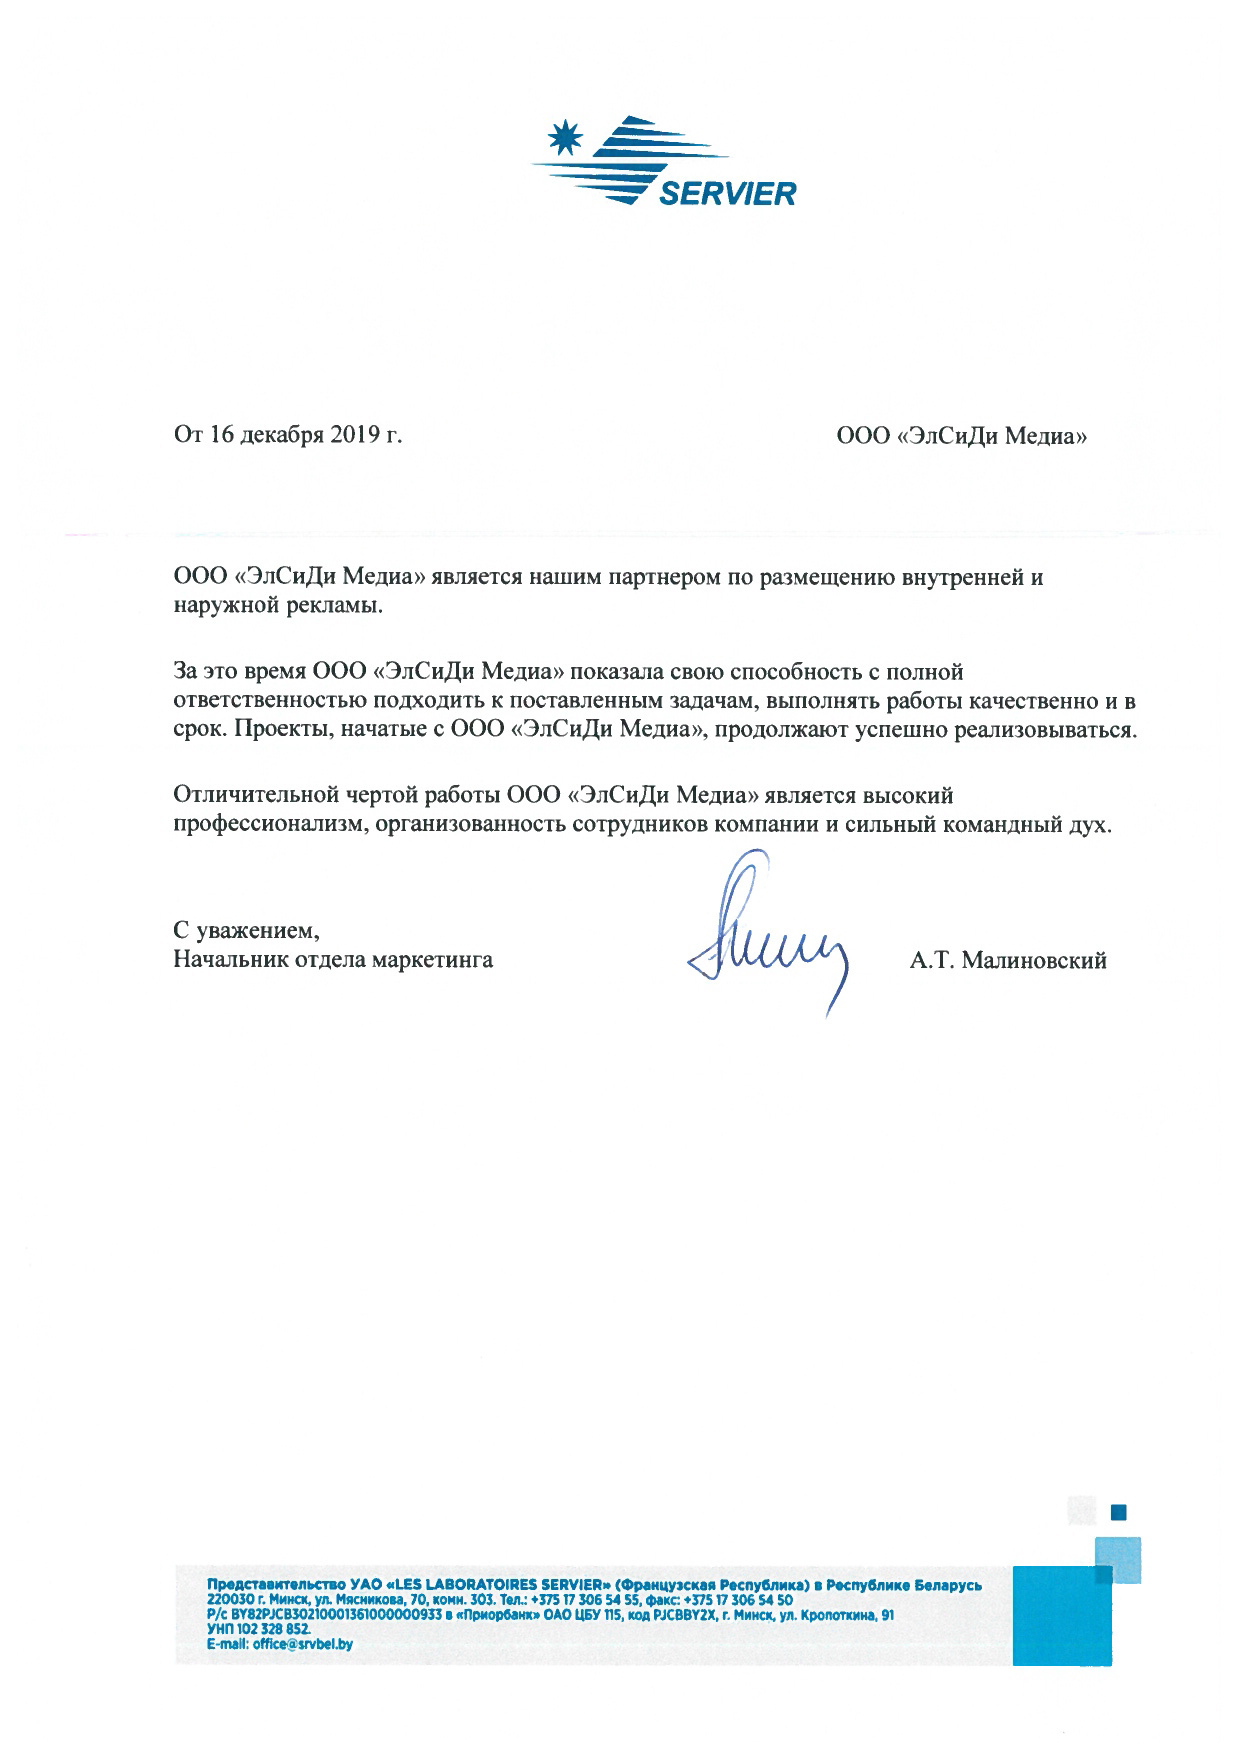 SERVIER
От 16 декабря 2019 г. ООО «ЭлСиДи Медиа»
ООО «ЭлСиДи Медиа» является нашим партнером по размещению внутренней и
наружной рекламы.
За это время ООО «ЭлСиДи Медиа» показала свою способность с полной
ответственностью подходить к поставленным задачам, выполнять работы качественно и в
срок. Проекты, начатые с ООО «ЭлСиДи Медиа», продолжают успешно реализовываться.
Отличительной чертой работы ООО «ЭлСиДи Медиа» является высокий
профессионализм, организованность сотрудников компании и сильный командный дух.
С уважением,
Начальник отдела маркетинга А.Т. Малиновский
Представительство УАО «LES LABORATOIRES SERVIER» (Французская Республика) в Республике Беларусь
220030 г. Минск, ул. Мясникова, 70, комн. 303. Тел.: +375 17 306 54 55, факс: +375 17 306 54 50
Р/с BY82PJCB30210001361000000933 в «Приорбанк» ОАО ЦБУ 115, код PJCBBY2X, г. Минск, ул. Кропоткина, 91
УНП 102 328 852.
E-mail: office@srvbel.by